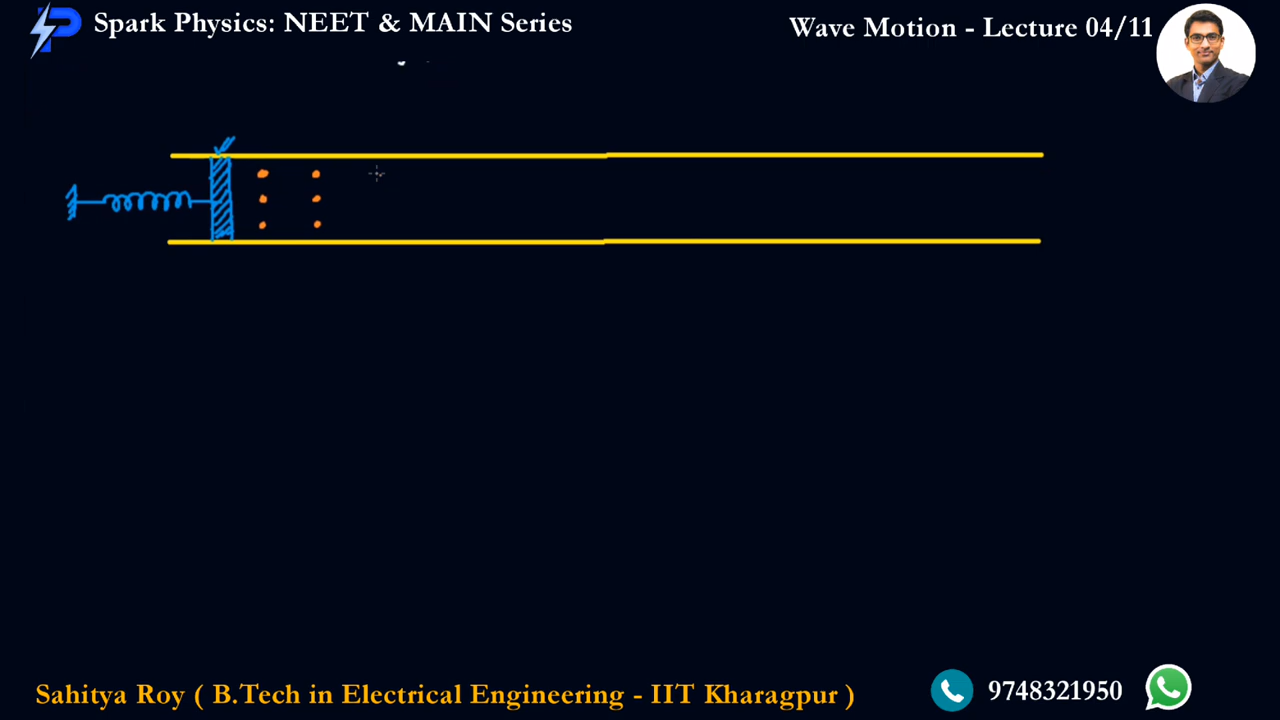 Spark Physics: NEET & MAIN Series
Wave Motion - Lecture 04/11
Sahitya Roy ( B.Tech in Electrical Engineering - IIT Kharagpur )
9748321950